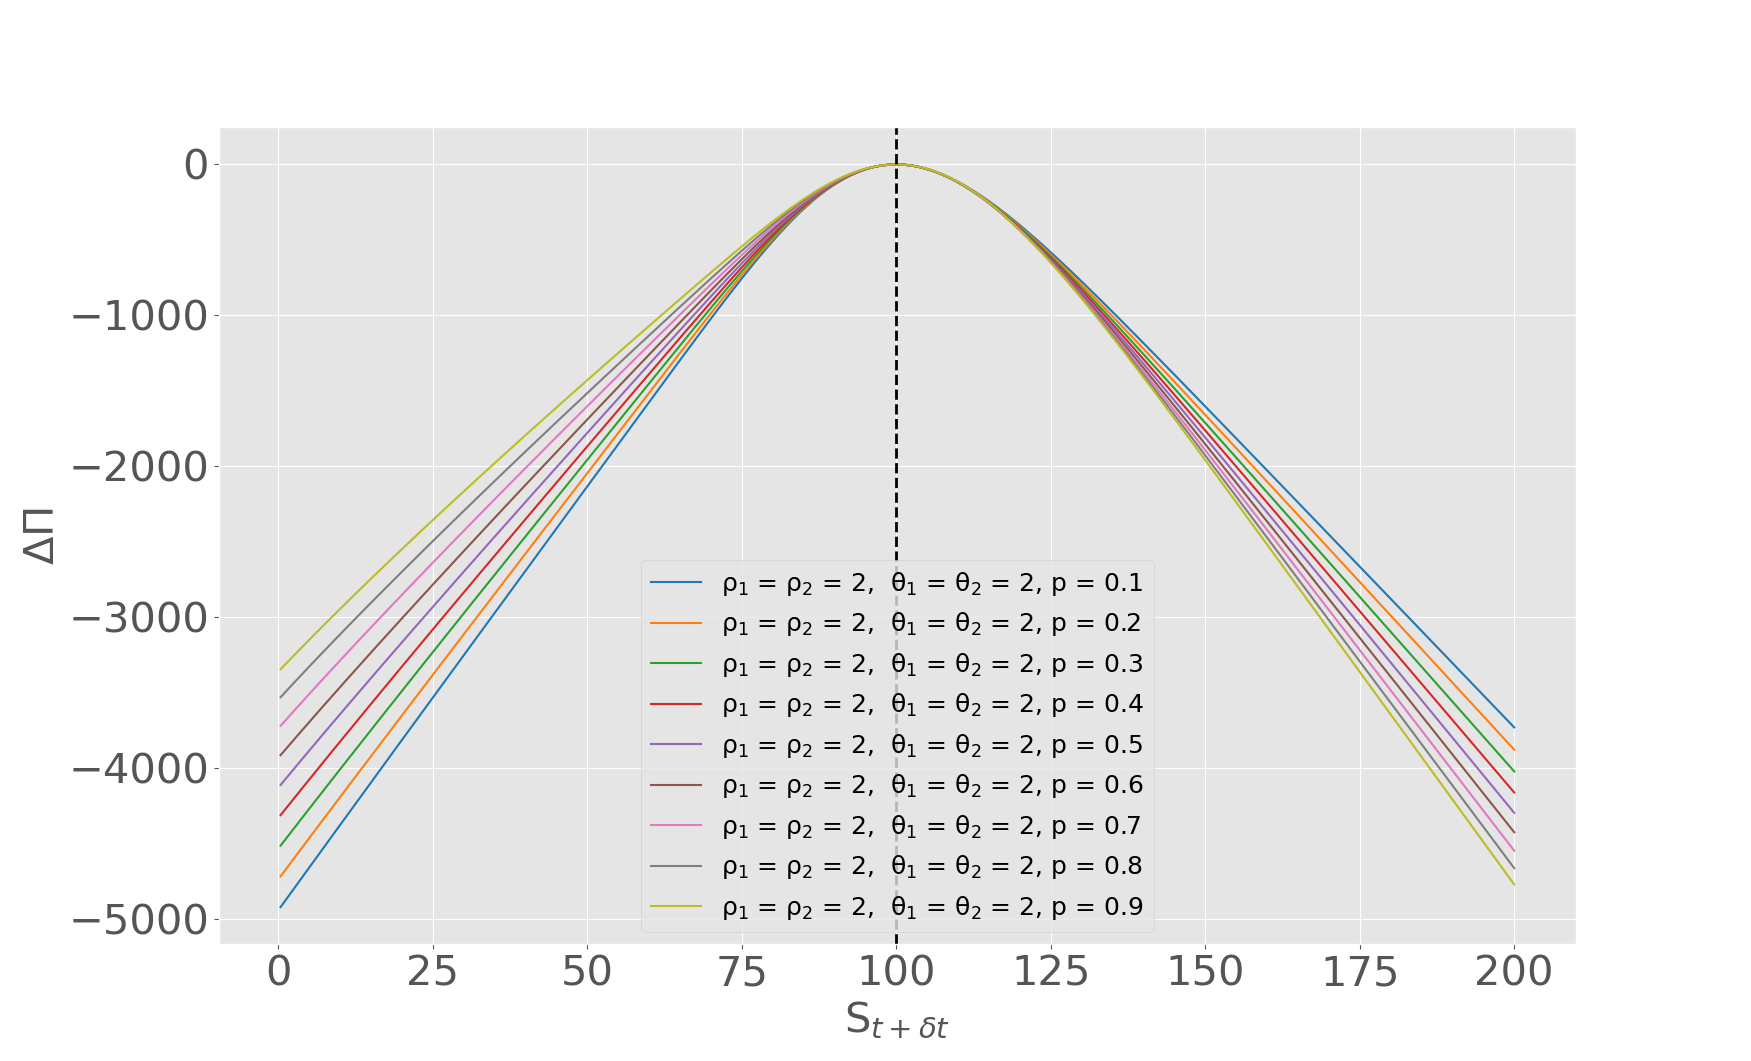 0
−1000
−2000
−3000
−4000
−5000
ΔΠ
ρ₁ = ρ₂ = 2,  θ₁ = θ₂ = 2, p = 0.1
ρ₁ = ρ₂ = 2,  θ₁ = θ₂ = 2, p = 0.2
ρ₁ = ρ₂ = 2,  θ₁ = θ₂ = 2, p = 0.3
ρ₁ = ρ₂ = 2,  θ₁ = θ₂ = 2, p = 0.4
ρ₁ = ρ₂ = 2,  θ₁ = θ₂ = 2, p = 0.5
ρ₁ = ρ₂ = 2,  θ₁ = θ₂ = 2, p = 0.6
ρ₁ = ρ₂ = 2,  θ₁ = θ₂ = 2, p = 0.7
ρ₁ = ρ₂ = 2,  θ₁ = θ₂ = 2, p = 0.8
ρ₁ = ρ₂ = 2,  θ₁ = θ₂ = 2, p = 0.9
0 25 50 75 100 125 150 175 200
S_{t + δt}